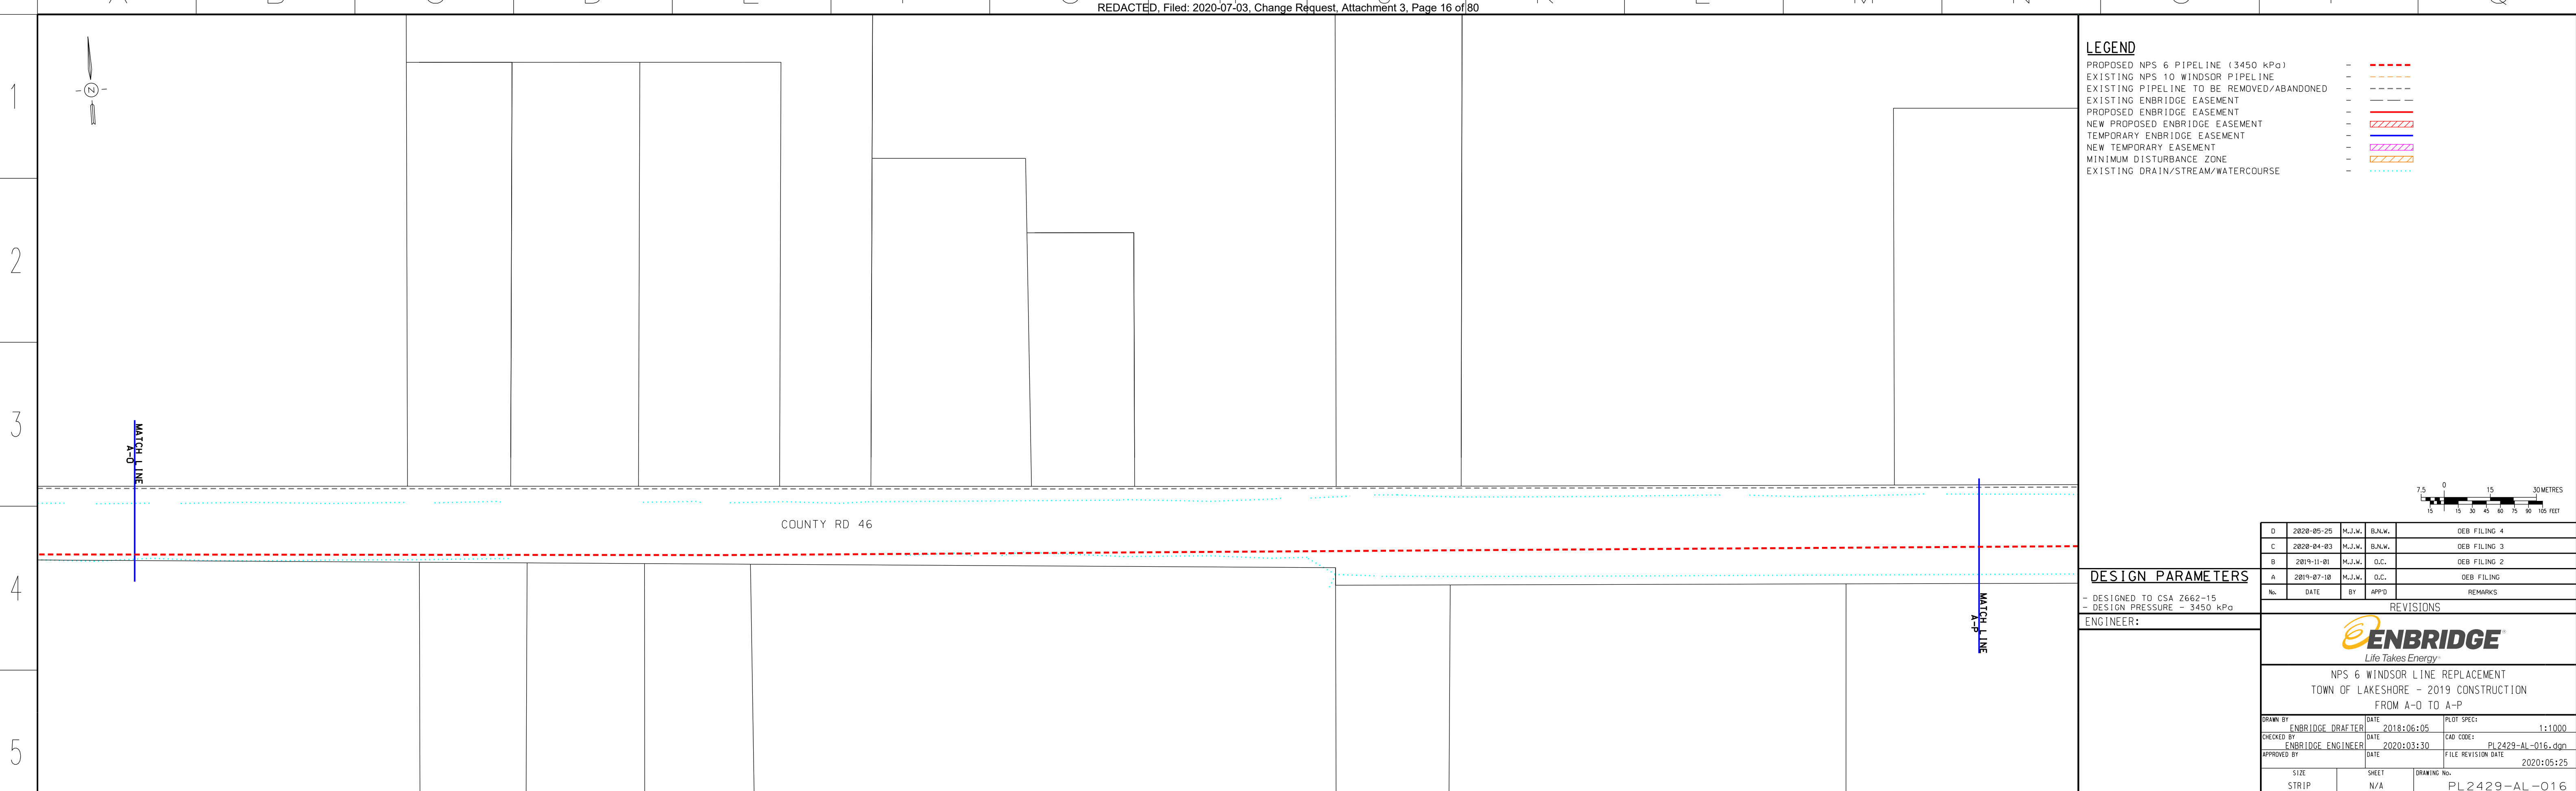 REDACTED, Filed: 2020-07-03, Change Request, Attachment 3, Page 16 of 80
1
2
3
4
5
N
MATCH LINE
A-O
COUNTY RD 46
MATCH LINE
A-P
LEGEND
PROPOSED NPS 6 PIPELINE (3450 kPa) -
EXISTING NPS 10 WINDSOR PIPELINE -
EXISTING PIPELINE TO BE REMOVED/ABANDONED -
EXISTING ENBRIDGE EASEMENT -
PROPOSED ENBRIDGE EASEMENT -
NEW PROPOSED ENBRIDGE EASEMENT -
TEMPORARY ENBRIDGE EASEMENT -
NEW TEMPORARY EASEMENT -
MINIMUM DISTURBANCE ZONE -
EXISTING DRAIN/STREAM/WATERCOURSE -
7.5 0 15 30 METRES
15 15 30 45 60 75 90 105 FEET
D 2020-05-25 M.J.W. B.N.W. OEB FILING 4
C 2020-04-03 M.J.W. B.N.W. OEB FILING 3
B 2019-11-01 M.J.W. O.C. OEB FILING 2
A 2019-07-10 M.J.W. O.C. OEB FILING
No. DATE BY APP'D REMARKS
REVISIONS
DESIGN PARAMETERS
- DESIGNED TO CSA Z662-15
- DESIGN PRESSURE - 3450 kPa
ENGINEER:
ENBRIDGE
Life Takes Energy
NPS 6 WINDSOR LINE REPLACEMENT
TOWN OF LAKESHORE - 2019 CONSTRUCTION
FROM A-O TO A-P
DRAWN BY DATE PLOT SPEC:
ENBRIDGE DRAFTER 2018:06:05 1:1000
CHECKED BY DATE CAD CODE:
ENBRIDGE ENGINEER 2020:03:30 PL2429-AL-016.dgn
APPROVED BY DATE FILE REVISION DATE
2020:05:25
SIZE SHEET DRAWING No.
STRIP N/A PL2429-AL-016